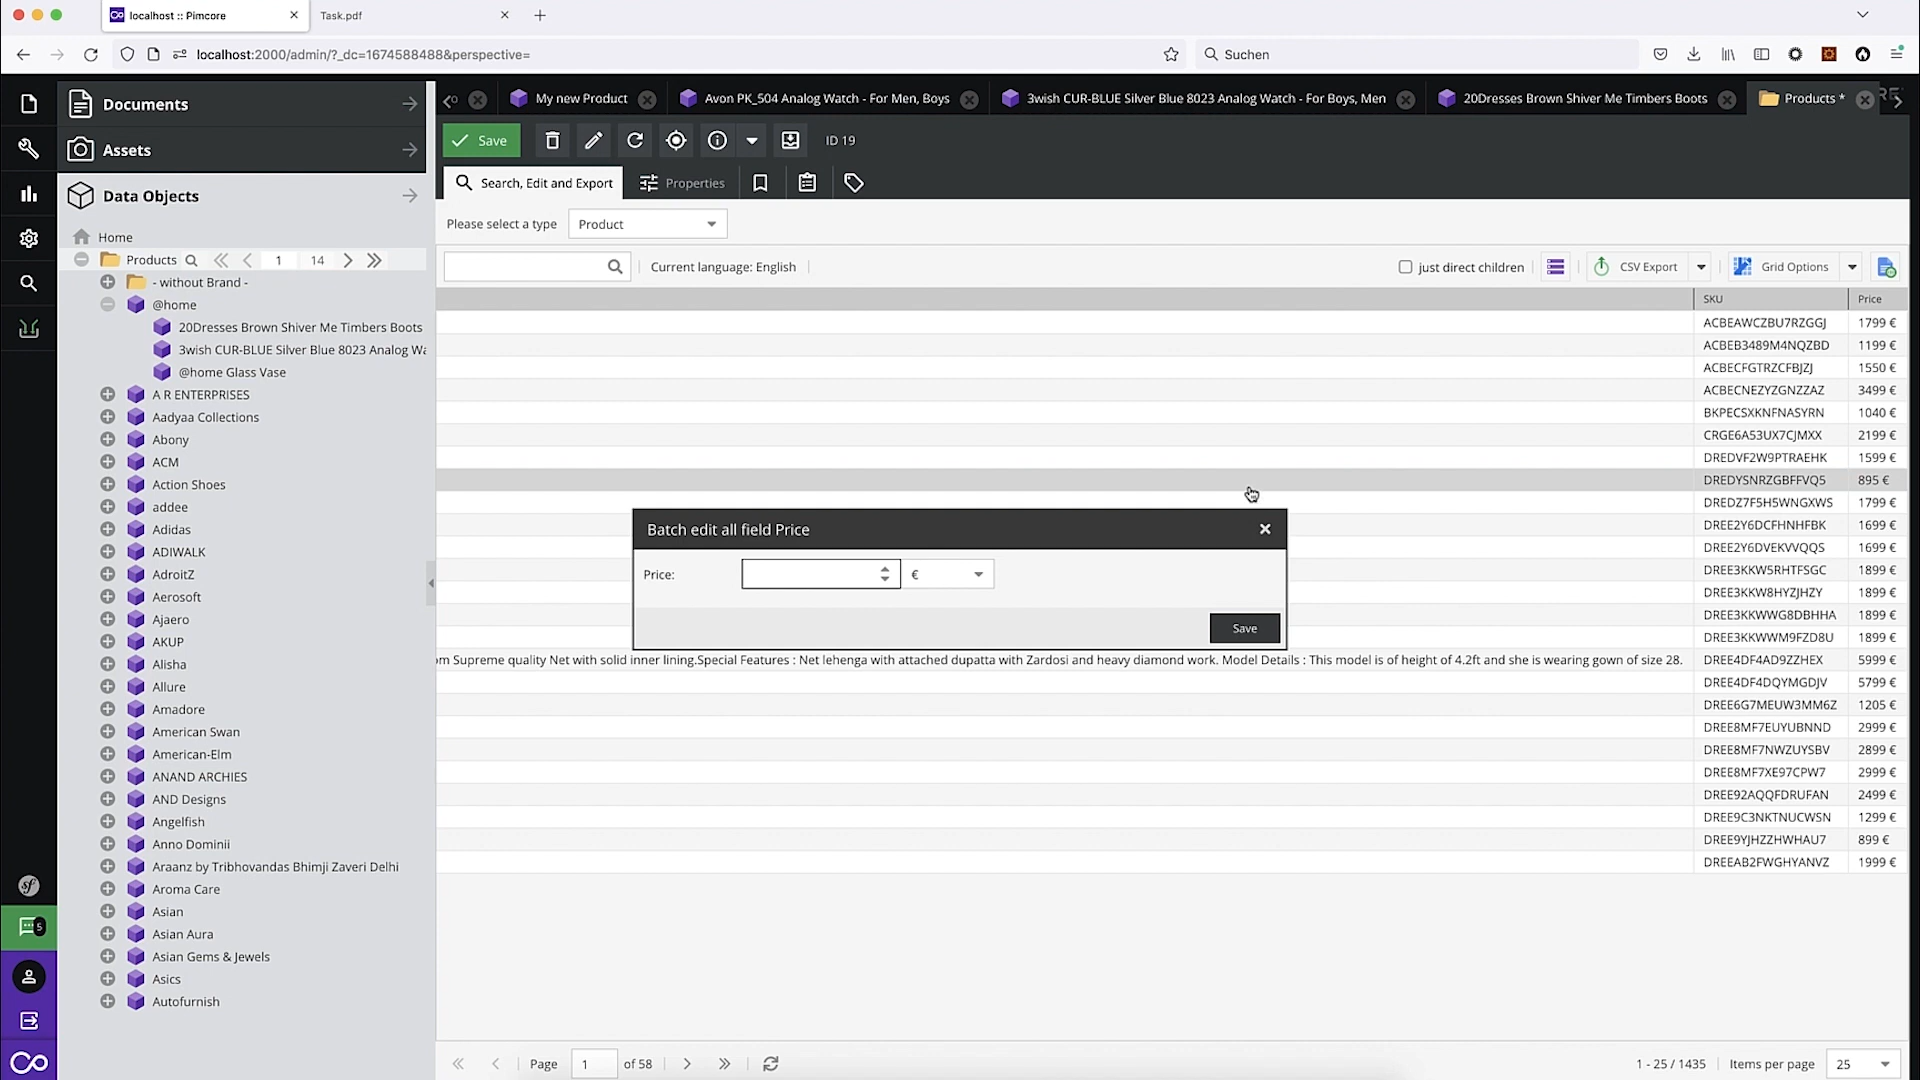 localhost :: Pimcore
Task.pdf
localhost:2000/admin/?_dc=1674588488&perspective=
Suchen
Documents
Assets
Data Objects
Home
Products
1
14
- without Brand -
@home
20Dresses Brown Shiver Me Timbers Boots
3wish CUR-BLUE Silver Blue 8023 Analog Wa
@home Glass Vase
A R ENTERPRISES
Aadyaa Collections
Abony
ACM
Action Shoes
addee
Adidas
ADIWALK
AdroitZ
Aerosoft
Ajaero
AKUP
Alisha
Allure
Amadore
American Swan
American-Elm
ANAND ARCHIES
AND Designs
Angelfish
Anno Dominii
Araanz by Tribhovandas Bhimji Zaveri Delhi
Aroma Care
Asian
Asian Aura
Asian Gems & Jewels
Asics
Autofurnish
5
My new Product
Avon PK_504 Analog Watch - For Men, Boys
3wish CUR-BLUE Silver Blue 8023 Analog Watch - For Boys, Men
20Dresses Brown Shiver Me Timbers Boots
Products *
Save
ID 19
Search, Edit and Export
Properties
Please select a type
Product
Current language: English
just direct children
CSV Export
Grid Options
SKU
Price
ACBEAWCZBU7RZGGJ 1799 €
ACBEB3489M4NQZBD 1199 €
ACBECFGTRZCFBJZJ 1550 €
ACBECNEZYZGNZZAZ 3499 €
BKPECSXKNFNASYRN 1040 €
CRGE6A53UX7CJMXX 2199 €
DREDVF2W9PTRAEHK 1599 €
DREDYSNRZGBFFVQ5 895 €
DREDZ7F5H5WNGXWS 1799 €
DREE2Y6DCFHNHFBK 1699 €
DREE2Y6DVEKVVQQS 1699 €
DREE3KKW5RHTFSGC 1899 €
DREE3KKW8HYZJHZY 1899 €
DREE3KKWWG8DBHHA 1899 €
DREE3KKWWM9FZD8U 1899 €
om Supreme quality Net with solid inner lining.Special Features : Net lehenga with attached dupatta with Zardosi and heavy diamond work. Model Details : This model is of height of 4.2ft and she is wearing gown of size 28. DREE4DF4AD9ZZHEX 5999 €
DREE4DF4DQYMGDJV 5799 €
DREE6G7MEUW3MM6Z 1205 €
DREE8MF7EUYUBNND 2999 €
DREE8MF7NWZUYSBV 2899 €
DREE8MF7XE97CPW7 2999 €
DREE92AQQFDRUFAN 2499 €
DREE9C3NKTNUCWSN 1299 €
DREE9YJHZZHWHAU7 899 €
DREEAB2FWGHYANVZ 1999 €
Batch edit all field Price
Price:
€
Save
Page
1
of 58
1 - 25 / 1435
Items per page
25